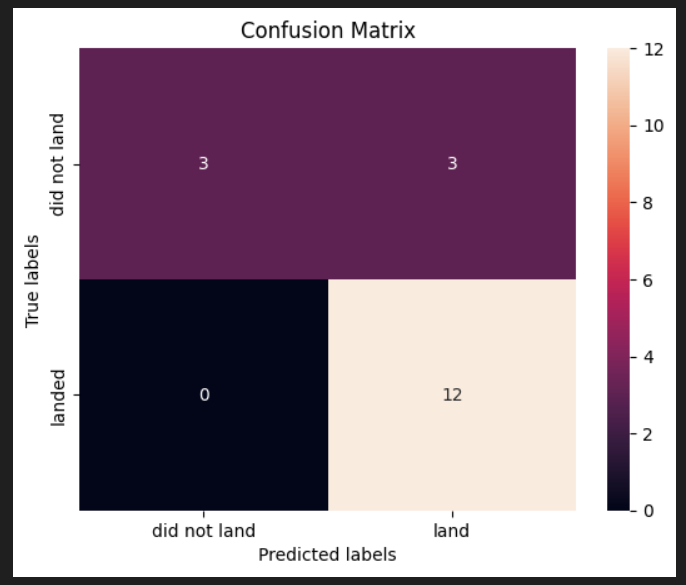 Confusion Matrix
did not land
landed
True labels
3
3
0
12
did not land
land
Predicted labels
12
10
8
6
4
2
0